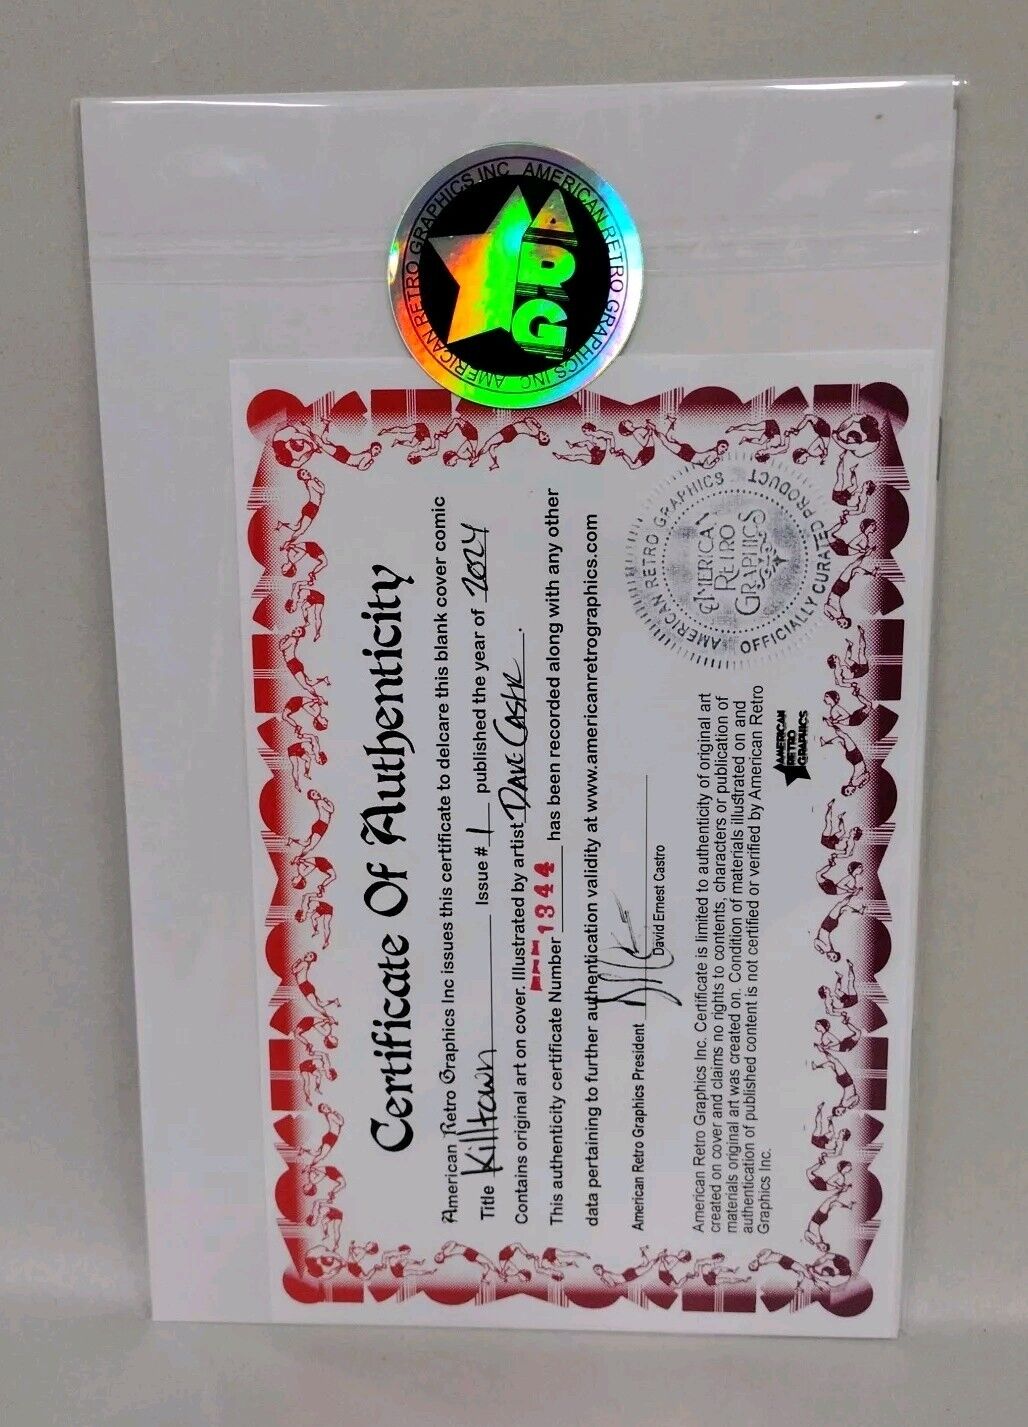 AMERICAN RETRO GRAPHICS INC AMERICAN RETRO GRAPHICS INC
ARG
Certificate Of Authenticity
American Retro Graphics Inc issues this certificate to delcare this blank cover comic
Title Killtown Issue # 1 published the year of 2024
Contains original art on cover. Illustrated by artist Dave Castr.
This authenticity certificate Number 1344 has been recorded along with any other
data pertaining to further authentication validity at www.americanretrographics.com
American Retro Graphics President
David Ernest Castro
American Retro Graphics Inc. Certificate is limited to authenticity of original art
created on cover and claims no rights to contents, characters or publication of
materials original art was created on. Condition of materials illustrated on and
authentication of published content is not certified or verified by American Retro
Graphics Inc.
AMERICAN
RETRO
GRAPHICS
AMERICAN RETRO GRAPHICS
OFFICIALLY CURATED PRODUCT
AMERICAN
RETRO
GRAPHICS